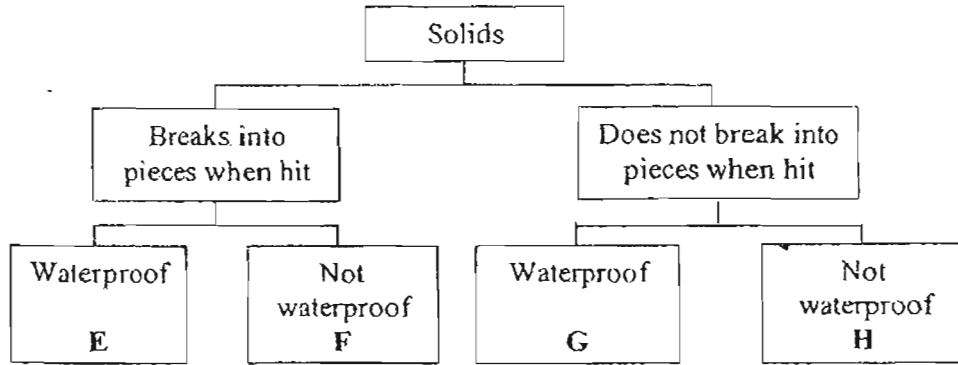 Solids
Breaks into
pieces when hit
Does not break into
pieces when hit
Waterproof
E
Not
waterproof
F
Waterproof
G
Not
waterproof
H